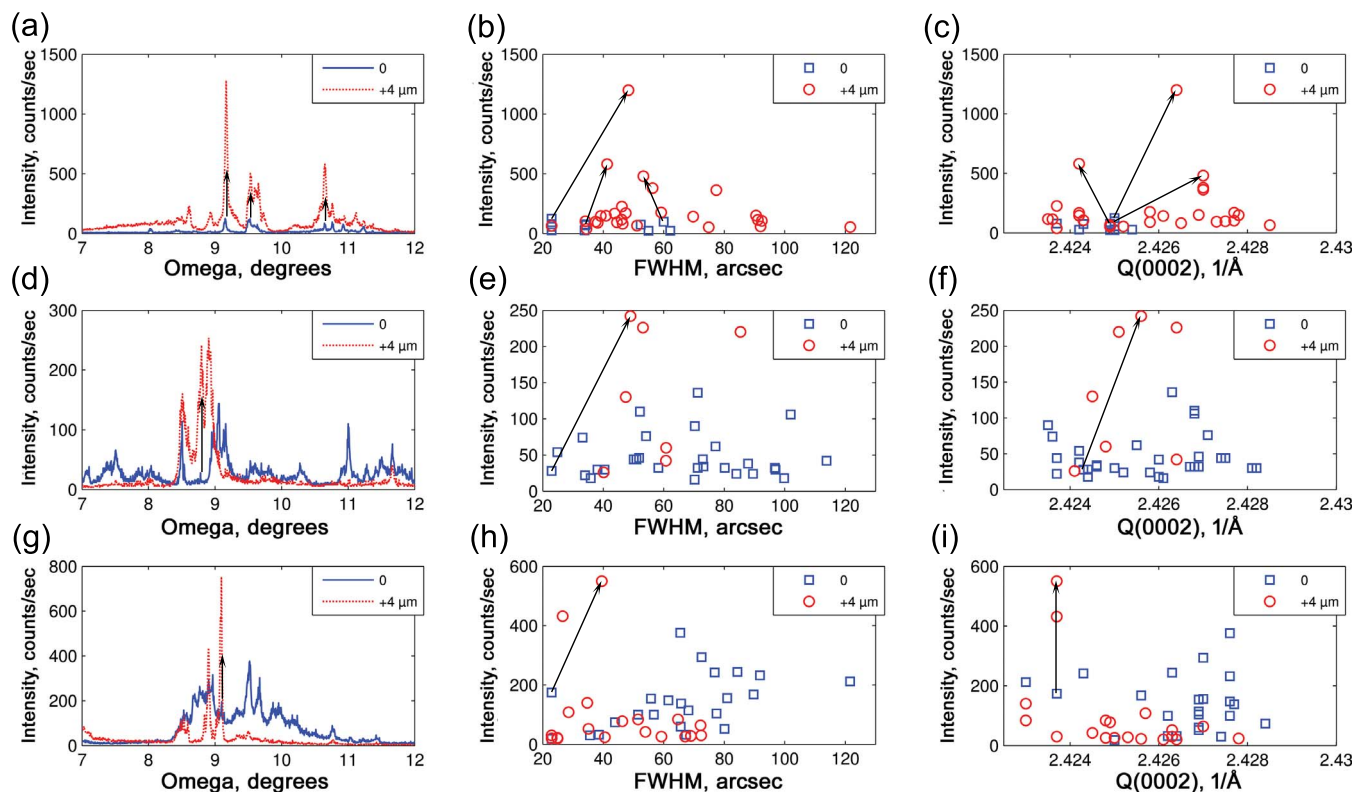 (a)
Intensity, counts/sec
1500
1000
500
0
7 8 9 10 11 12
Omega, degrees
0
+4 μm
(b)
Intensity, counts/sec
1500
1000
500
0
20 40 60 80 100 120
FWHM, arcsec
0
+4 μm
(c)
Intensity, counts/sec
1500
1000
500
0
2.424 2.426 2.428 2.43
Q(0002), 1/Å
0
+4 μm
(d)
Intensity, counts/sec
300
200
100
0
7 8 9 10 11 12
Omega, degrees
0
+4 μm
(e)
Intensity, counts/sec
250
200
150
100
50
0
20 40 60 80 100 120
FWHM, arcsec
0
+4 μm
(f)
Intensity, counts/sec
250
200
150
100
50
0
2.424 2.426 2.428 2.43
Q(0002), 1/Å
0
+4 μm
(g)
Intensity, counts/sec
800
600
400
200
0
7 8 9 10 11 12
Omega, degrees
0
+4 μm
(h)
Intensity, counts/sec
600
400
200
0
20 40 60 80 100 120
FWHM, arcsec
0
+4 μm
(i)
Intensity, counts/sec
600
400
200
0
2.424 2.426 2.428 2.43
Q(0002), 1/Å
0
+4 μm